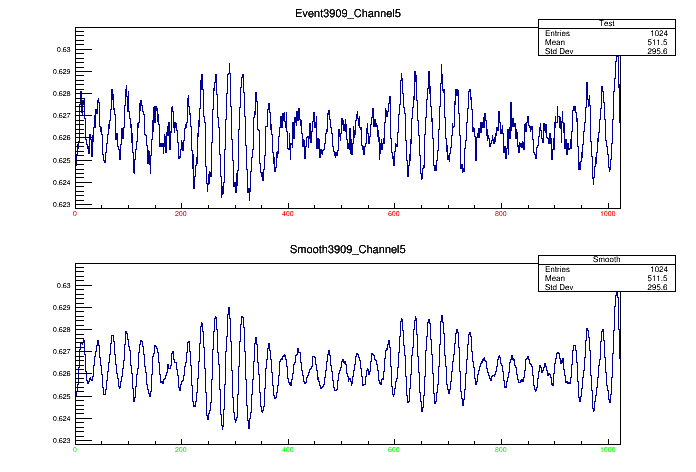 Event3909_Channel5
Test
Entries 1024
Mean 511.5
Std Dev 295.6
0.63
0.629
0.628
0.627
0.626
0.625
0.624
0.623
0 200 400 600 800 1000
Smooth3909_Channel5
Smooth
Entries 1024
Mean 511.5
Std Dev 295.6
0.63
0.629
0.628
0.627
0.626
0.625
0.624
0.623
0 200 400 600 800 1000